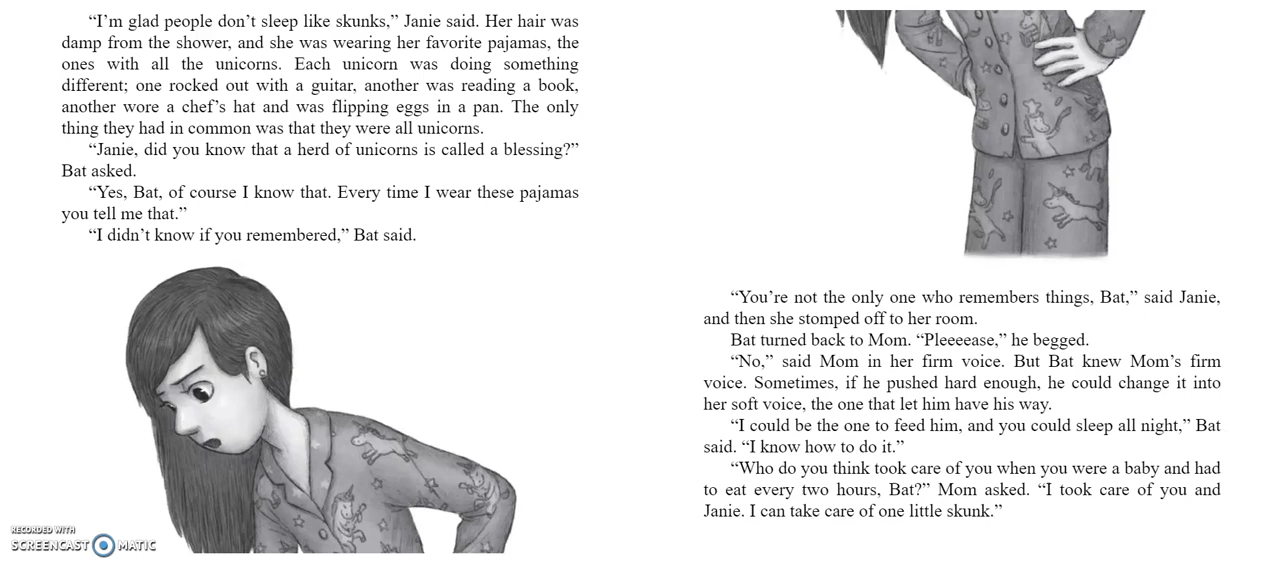 “I’m glad people don’t sleep like skunks,” Janie said. Her hair was
damp from the shower, and she was wearing her favorite pajamas, the
ones with all the unicorns. Each unicorn was doing something
different; one rocked out with a guitar, another was reading a book,
another wore a chef’s hat and was flipping eggs in a pan. The only
thing they had in common was that they were all unicorns.
“Janie, did you know that a herd of unicorns is called a blessing?”
Bat asked.
“Yes, Bat, of course I know that. Every time I wear these pajamas
you tell me that.”
“I didn’t know if you remembered,” Bat said.
RECORDED WITH
SCREENCAST MATIC
“You’re not the only one who remembers things, Bat,” said Janie,
and then she stomped off to her room.
Bat turned back to Mom. “Pleeeease,” he begged.
“No,” said Mom in her firm voice. But Bat knew Mom’s firm
voice. Sometimes, if he pushed hard enough, he could change it into
her soft voice, the one that let him have his way.
“I could be the one to feed him, and you could sleep all night,” Bat
said. “I know how to do it.”
“Who do you think took care of you when you were a baby and had
to eat every two hours, Bat?” Mom asked. “I took care of you and
Janie. I can take care of one little skunk.”